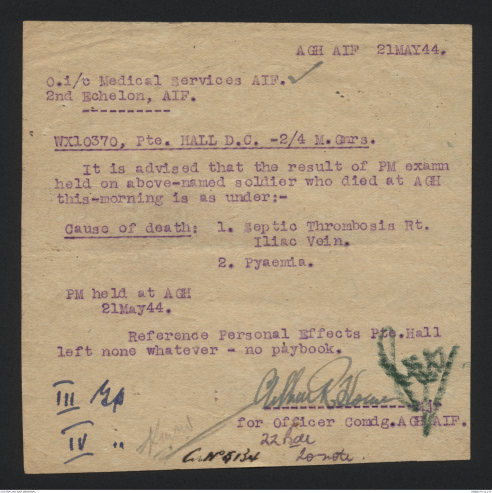 AGH AIF 21MAY44.
O.i/c Medical Services AIF.
2nd Echelon, AIF.
WX10370, Pte. HALL D.C. -2/4 M.Gnrs.
It is advised that the result of PM examn
held on above-named soldier who died at AGH
this-morning is as under:-
Cause of death: 1. Septic Thrombosis Rt.
Iliac Vein.
2. Pyaemia.
PM held at AGH
21May44.
Reference Personal Effects Pte.Hall
left none whatever - no paybook.
III
IV "
for Officer Comdg.AGH AIF.